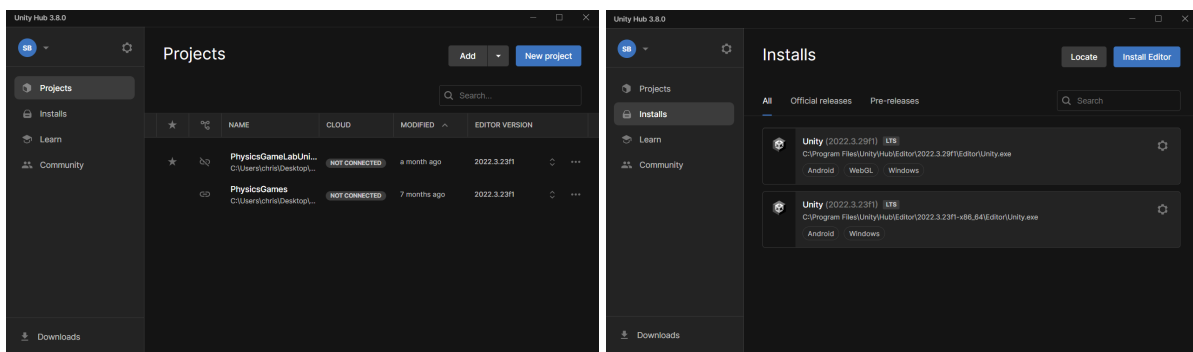 Unity Hub 3.8.0
SB
Projects
Installs
Learn
Community
Downloads
Projects
Add
New project
Search...
NAME CLOUD MODIFIED EDITOR VERSION
PhysicsGameLabUni... NOT CONNECTED a month ago 2022.3.23f1
C:\Users\chris\Desktop\...
PhysicsGames NOT CONNECTED 7 months ago 2022.3.23f1
C:\Users\chris\Desktop\...
Unity Hub 3.8.0
SB
Projects
Installs
Learn
Community
Downloads
Installs
Locate
Install Editor
All Official releases Pre-releases
Search
Unity (2022.3.29f1) LTS
C:\Program Files\Unity\Hub\Editor\2022.3.29f1\Editor\Unity.exe
Android WebGL Windows
Unity (2022.3.23f1) LTS
C:\Program Files\Unity\Hub\Editor\2022.3.23f1-x86_64\Editor\Unity.exe
Android Windows